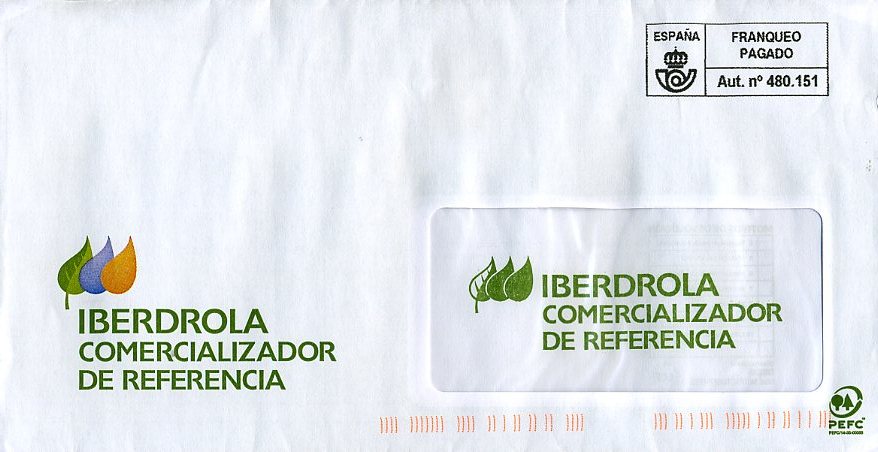 ESPAÑA
FRANQUEO
PAGADO
Aut. nº 480.151
IBERDROLA
COMERCIALIZADOR
DE REFERENCIA
IBERDROLA
COMERCIALIZADOR
DE REFERENCIA
PEFC